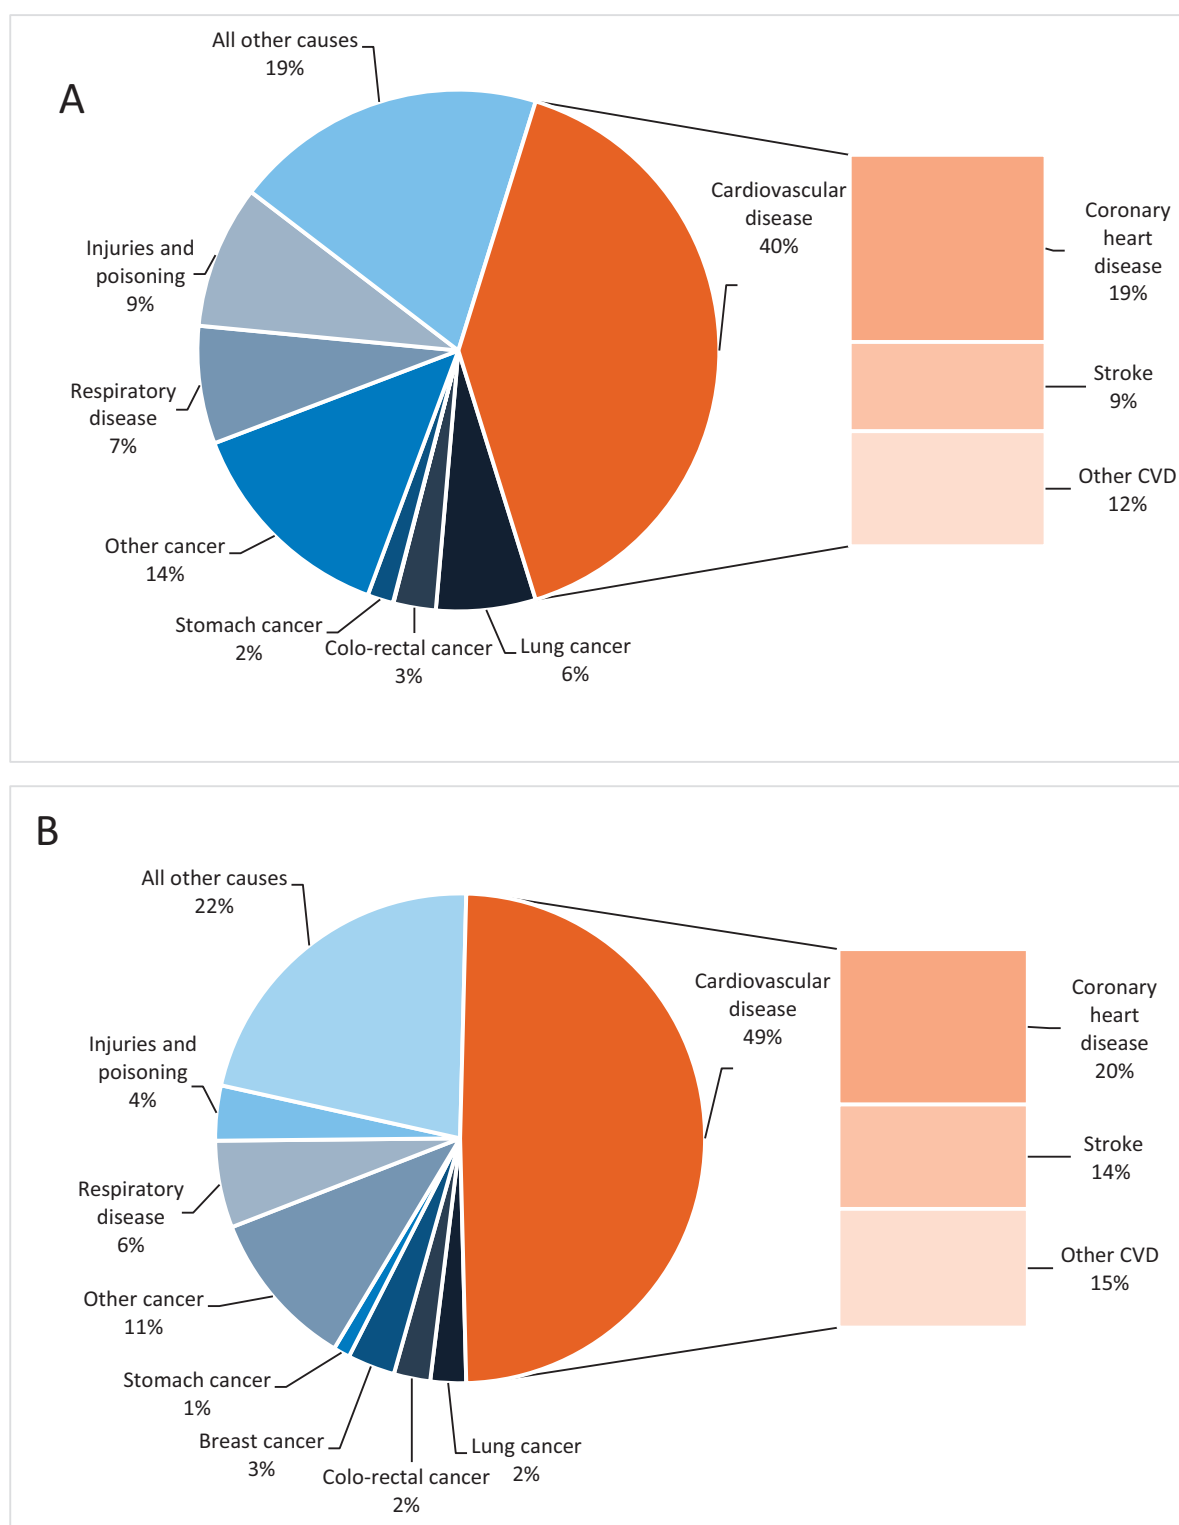 A
All other causes
19%
Cardiovascular
disease
40%
Coronary
heart
disease
19%
Stroke
9%
Other CVD
12%
Injuries and
poisoning
9%
Respiratory
disease
7%
Other cancer
14%
Stomach cancer
2%
Colo-rectal cancer
3%
Lung cancer
6%
B
All other causes
22%
Cardiovascular
disease
49%
Coronary
heart
disease
20%
Stroke
14%
Other CVD
15%
Injuries and
poisoning
4%
Respiratory
disease
6%
Other cancer
11%
Stomach cancer
1%
Breast cancer
3%
Colo-rectal cancer
2%
Lung cancer
2%